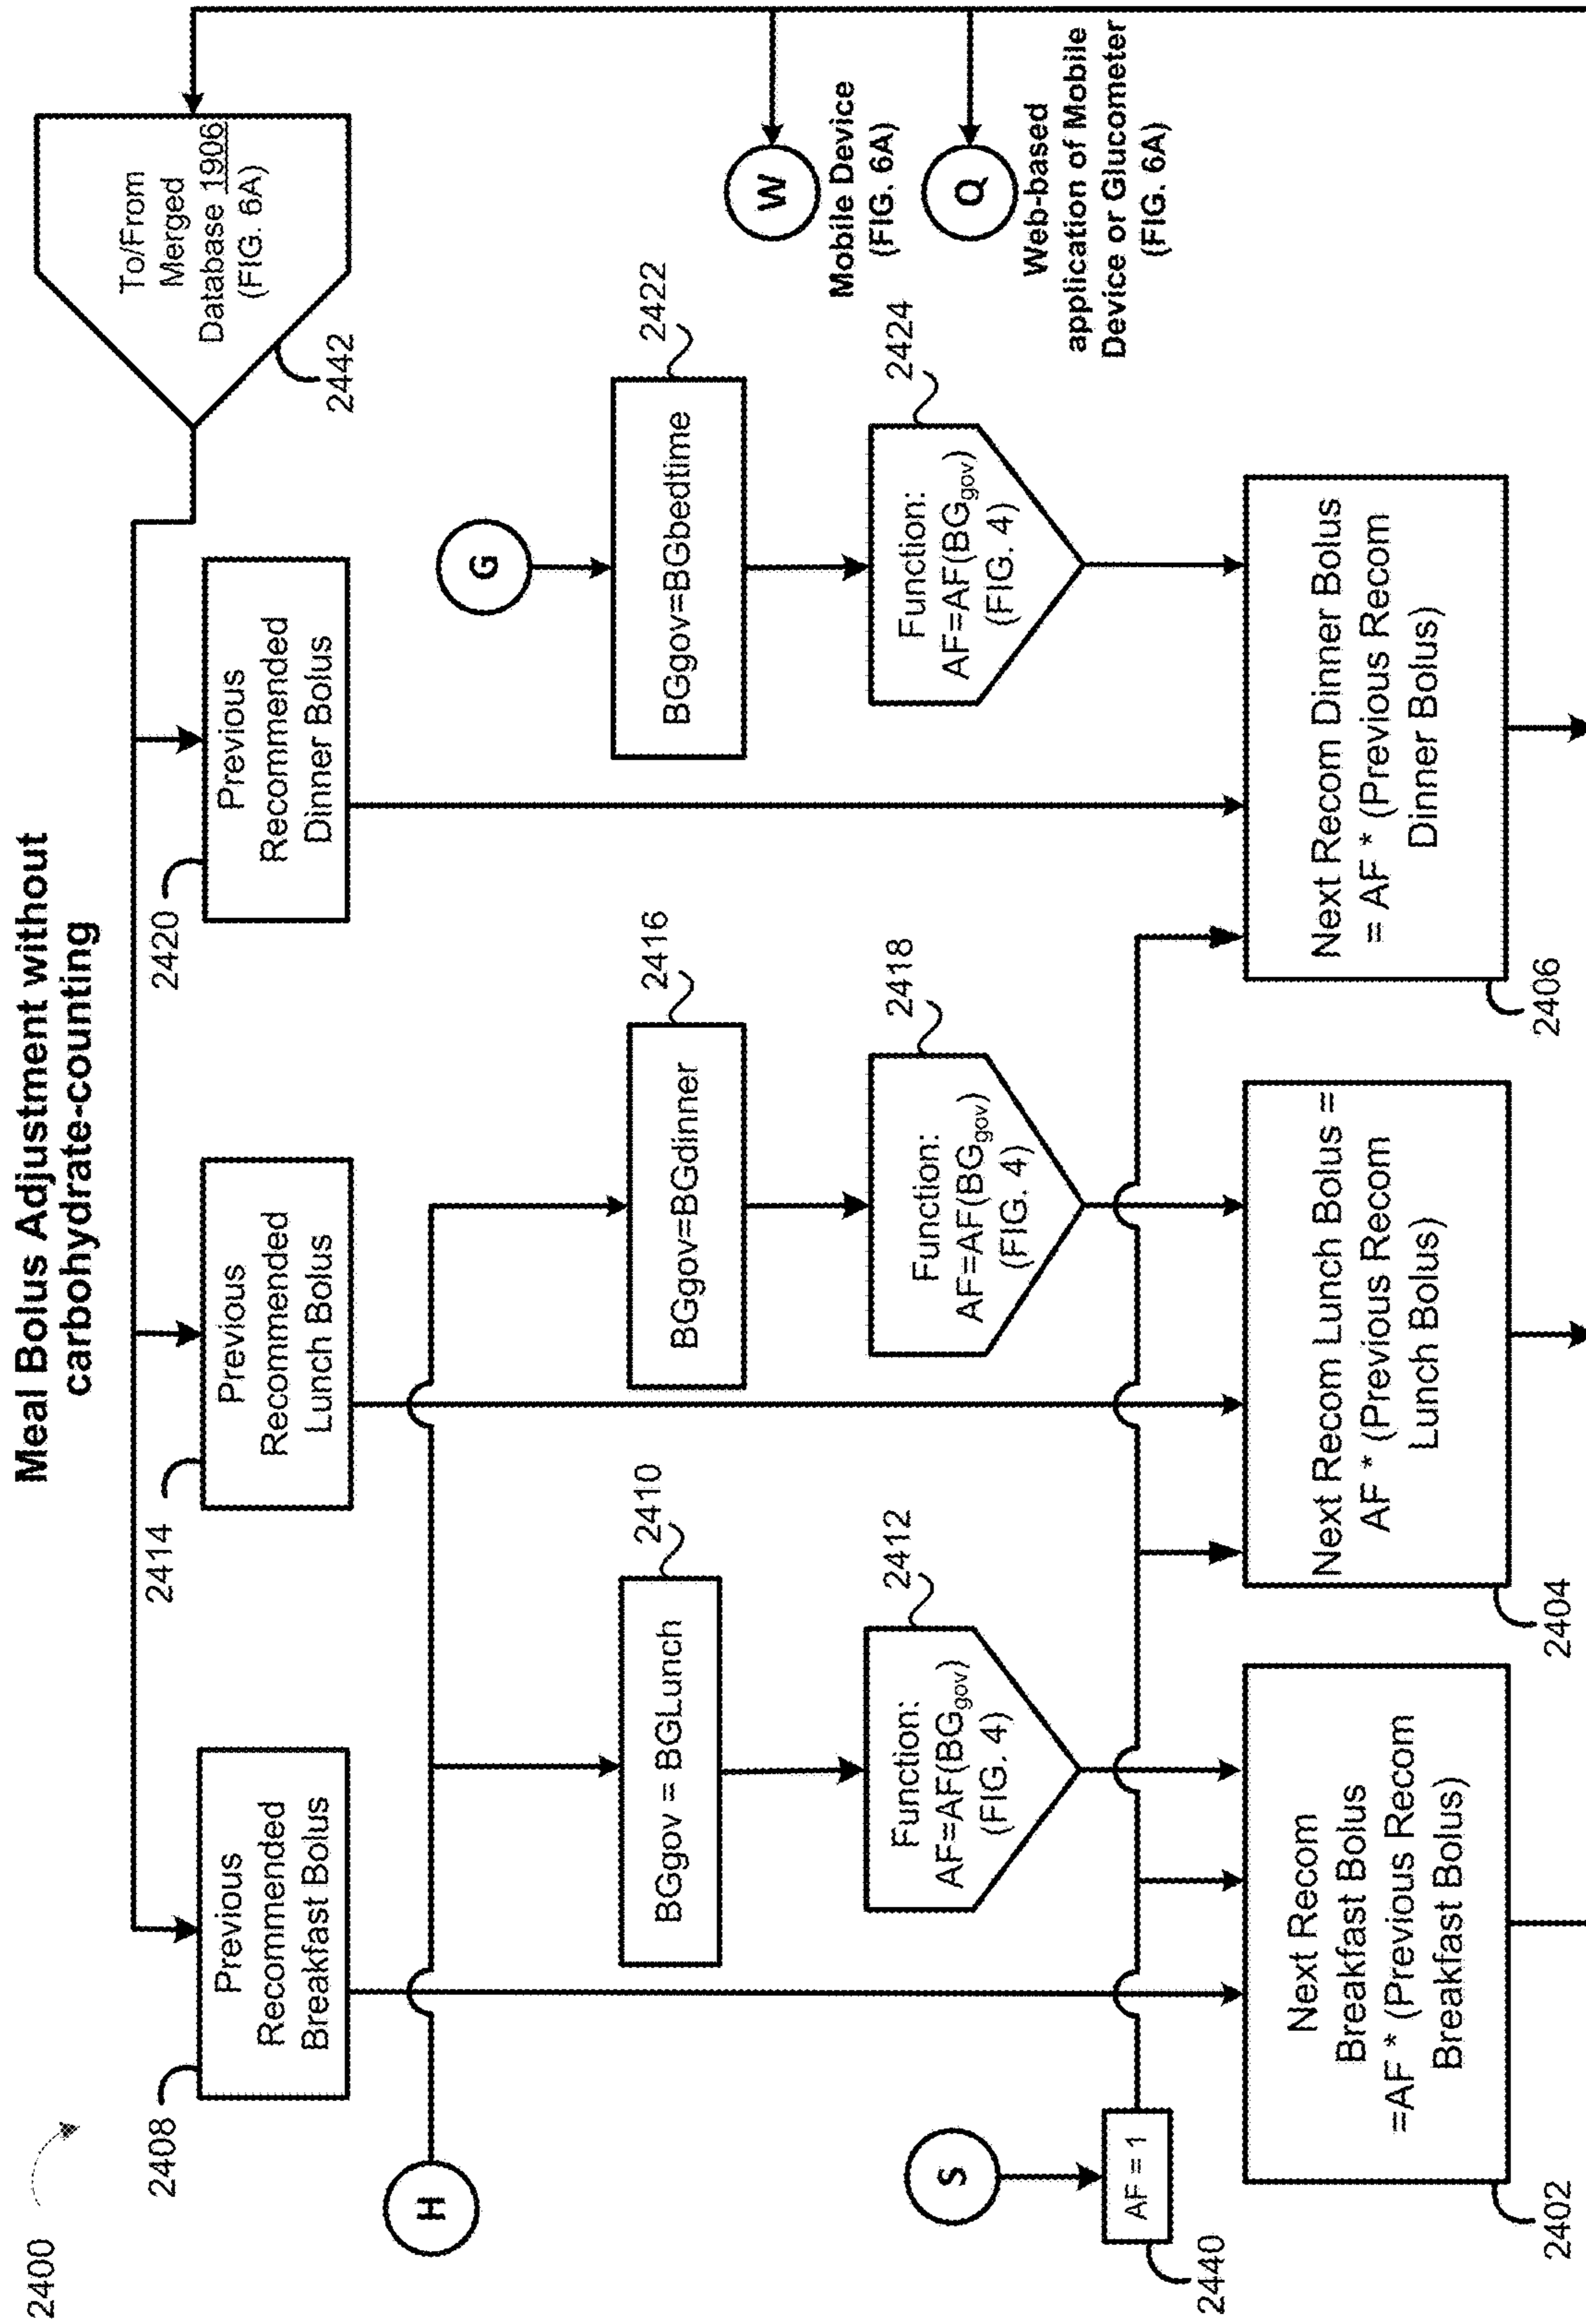 2400
Meal Bolus Adjustment without
carbohydrate-counting
To/From
Merged
Database 1906
(FIG. 6A)
2442
2408
Previous
Recommended
Breakfast Bolus
2414
Previous
Recommended
Lunch Bolus
2420
Previous
Recommended
Dinner Bolus
H
G
BGgov = BGLunch
2410
BGgov=BGdinner
2416
BGgov=BGbedtime
2422
W
Mobile Device
(FIG. 6A)
Q
Web-based
application of Mobile
Device or Glucometer
(FIG. 6A)
Function:
AF=AF(BGgov)
(FIG. 4)
2412
Function:
AF=AF(BGgov)
(FIG. 4)
2418
Function:
AF=AF(BGgov)
(FIG. 4)
2424
S
AF = 1
2440
Next Recom
Breakfast Bolus
=AF * (Previous Recom
Breakfast Bolus)
2402
Next Recom Lunch Bolus =
AF * (Previous Recom
Lunch Bolus)
2404
Next Recom Dinner Bolus
= AF * (Previous Recom
Dinner Bolus)
2406